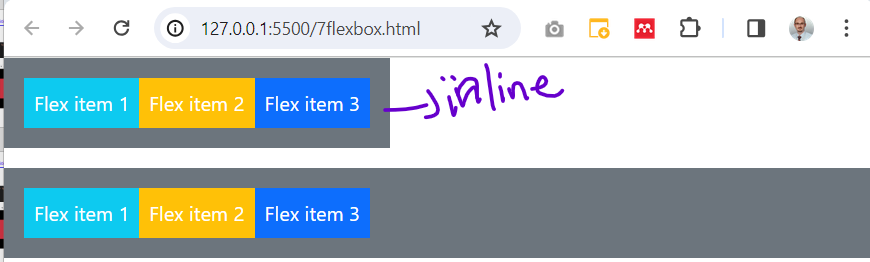 127.0.0.1:5500/7flexbox.html
Flex item 1 Flex item 2 Flex item 3 inline
Flex item 1 Flex item 2 Flex item 3